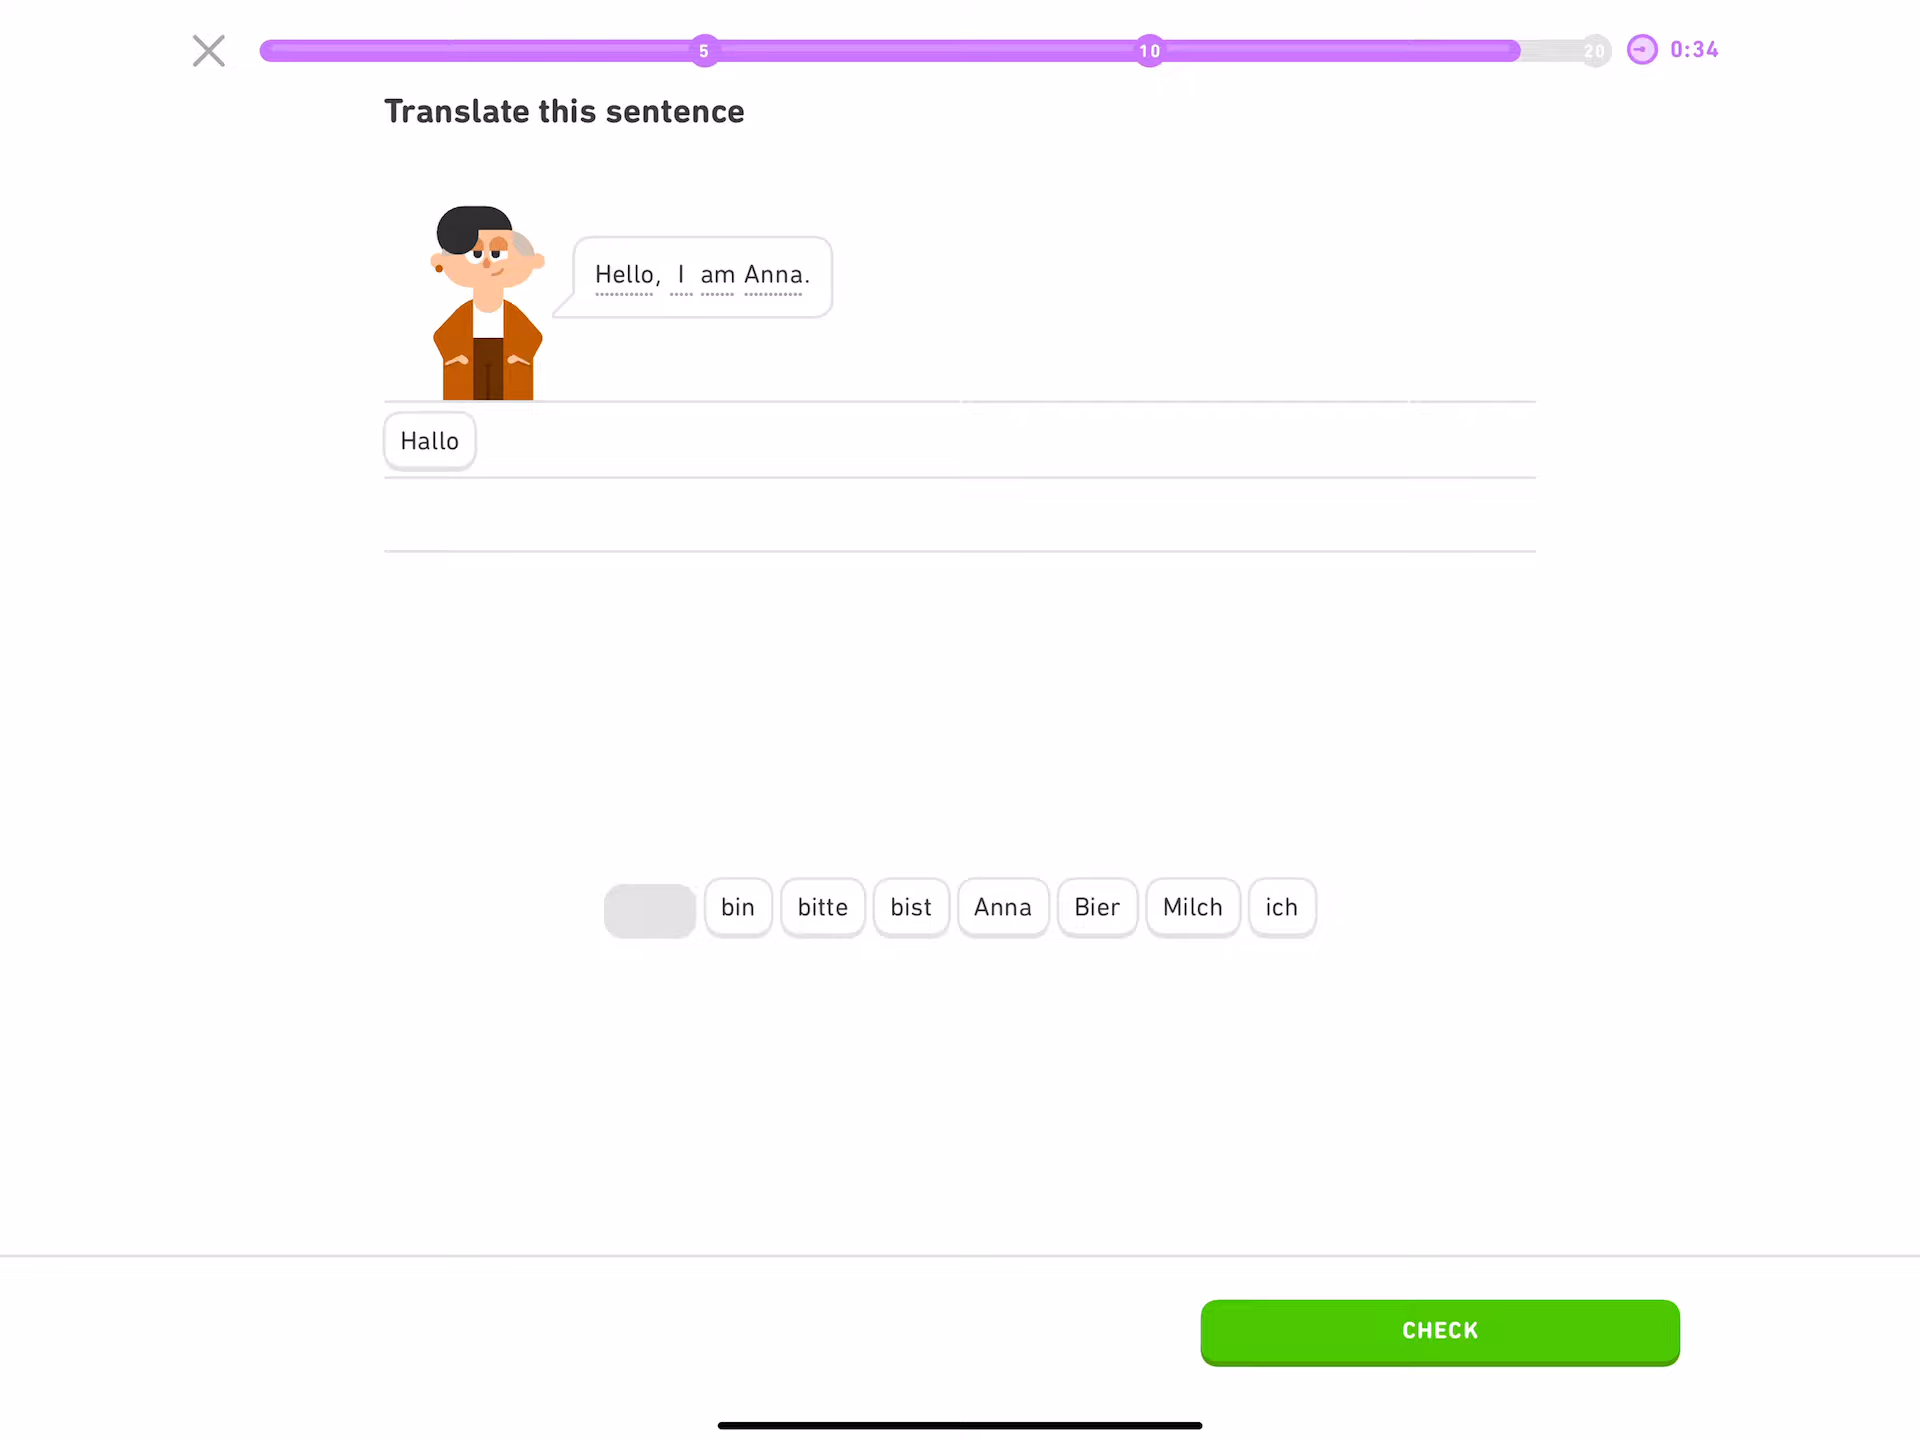 5 10 20 0:34
Translate this sentence
Hello, I am Anna.
Hallo
bin bitte bist Anna Bier Milch ich
CHECK